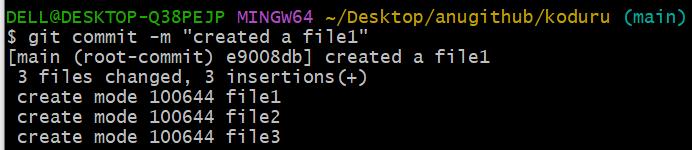 DELL@DESKTOP-Q38PEJP MINGW64 ~/Desktop/anugithub/koduru (main)
$ git commit -m "created a file1"
[main (root-commit) e9008db] created a file1
 3 files changed, 3 insertions(+)
 create mode 100644 file1
 create mode 100644 file2
 create mode 100644 file3